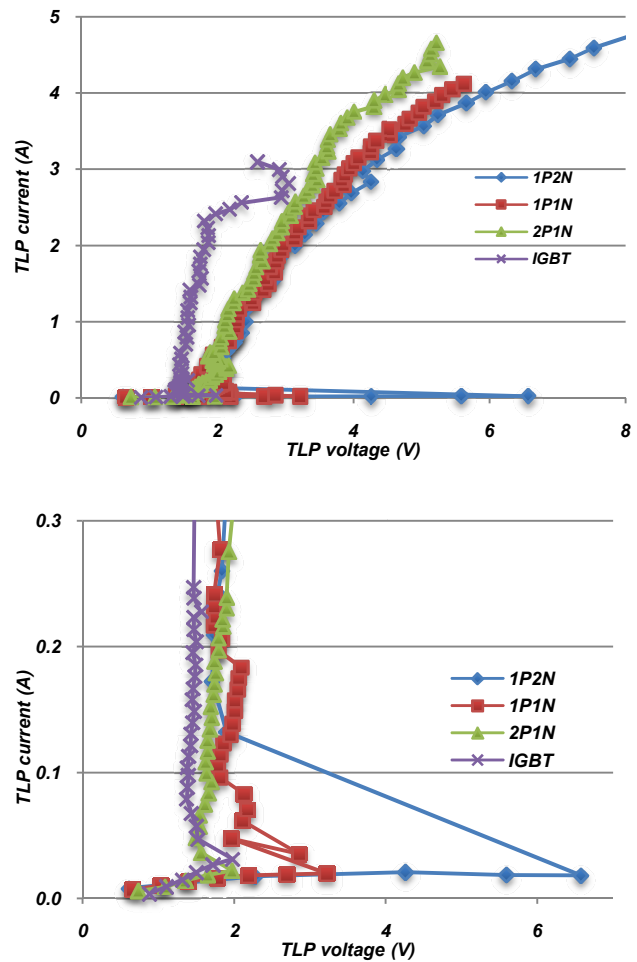 5
4
3
2
1
0
0
2
4
6
8
TLP current (A)
TLP voltage (V)
1P2N
1P1N
2P1N
IGBT
0.3
0.2
0.1
0.0
0
2
4
6
TLP current (A)
TLP voltage (V)
1P2N
1P1N
2P1N
IGBT